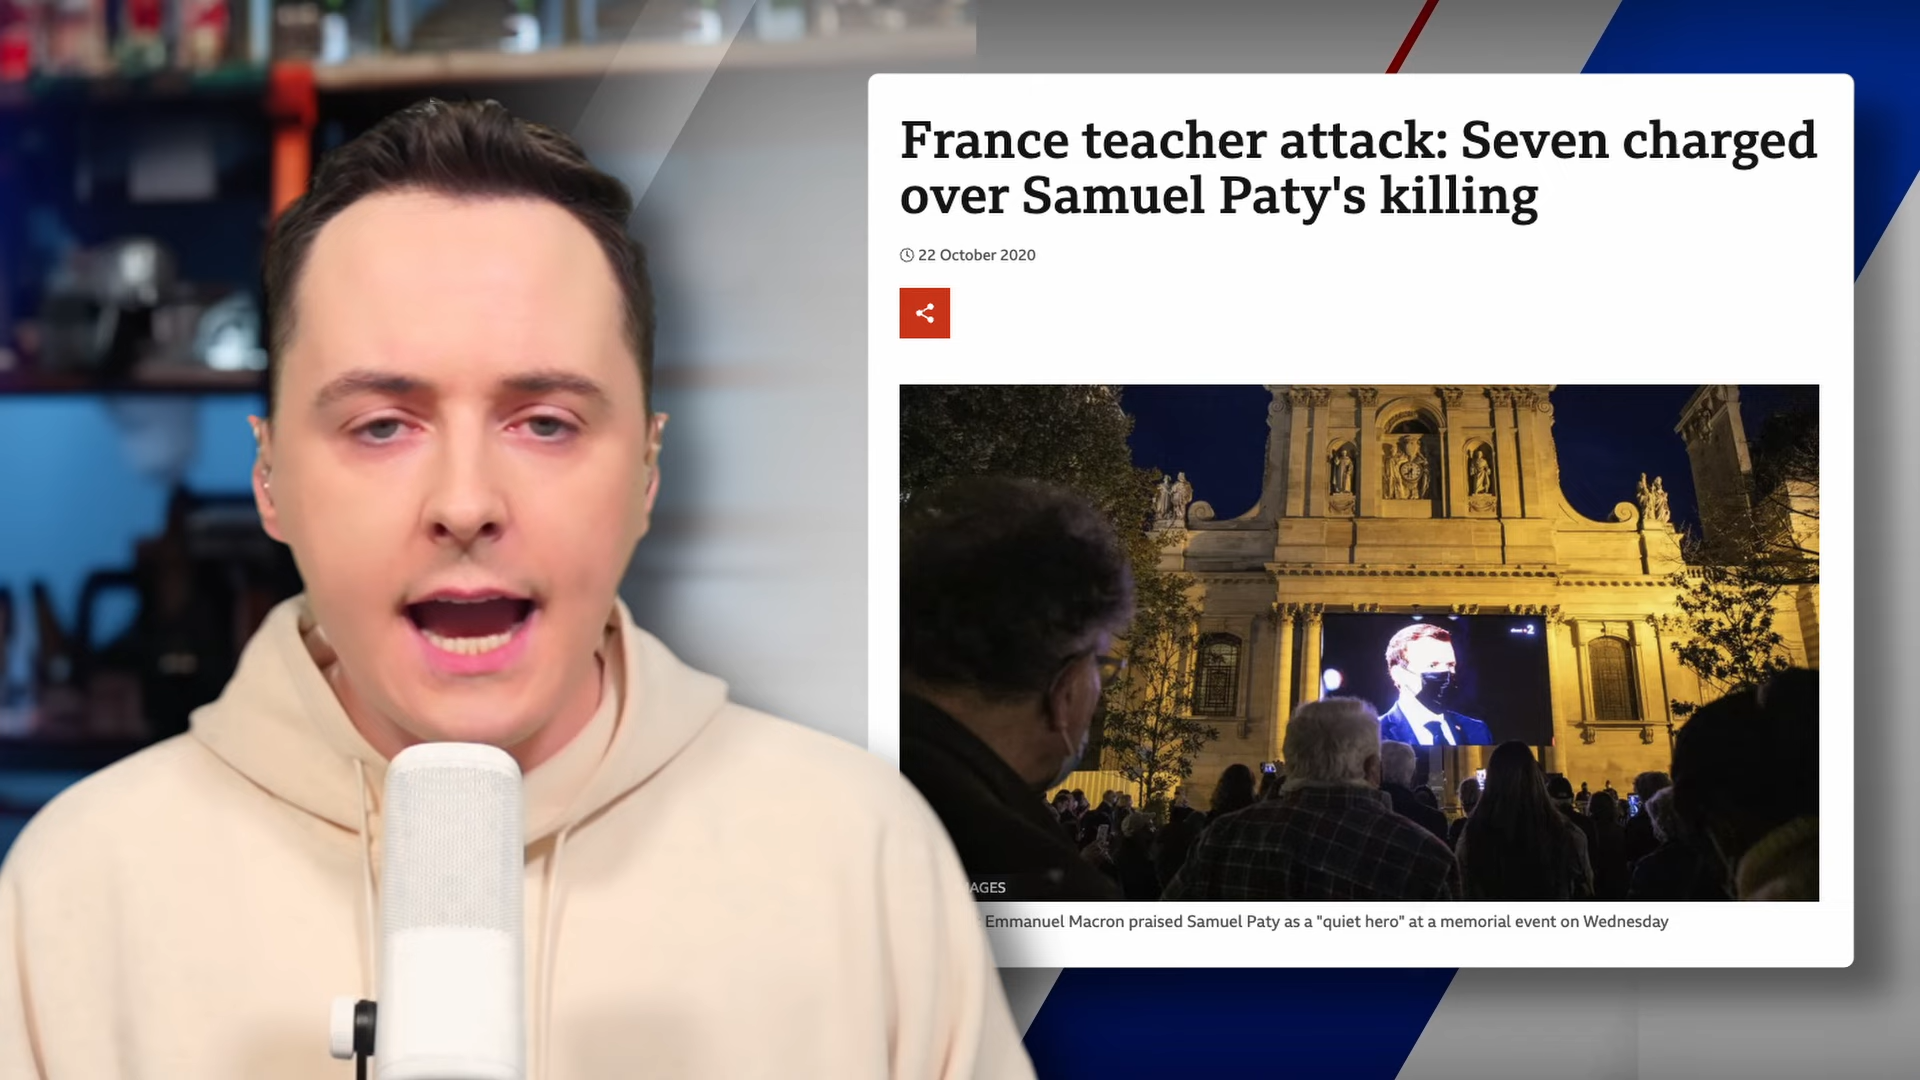 France teacher attack: Seven charged
over Samuel Paty's killing
22 October 2020
AGES
Emmanuel Macron praised Samuel Paty as a "quiet hero" at a memorial event on Wednesday